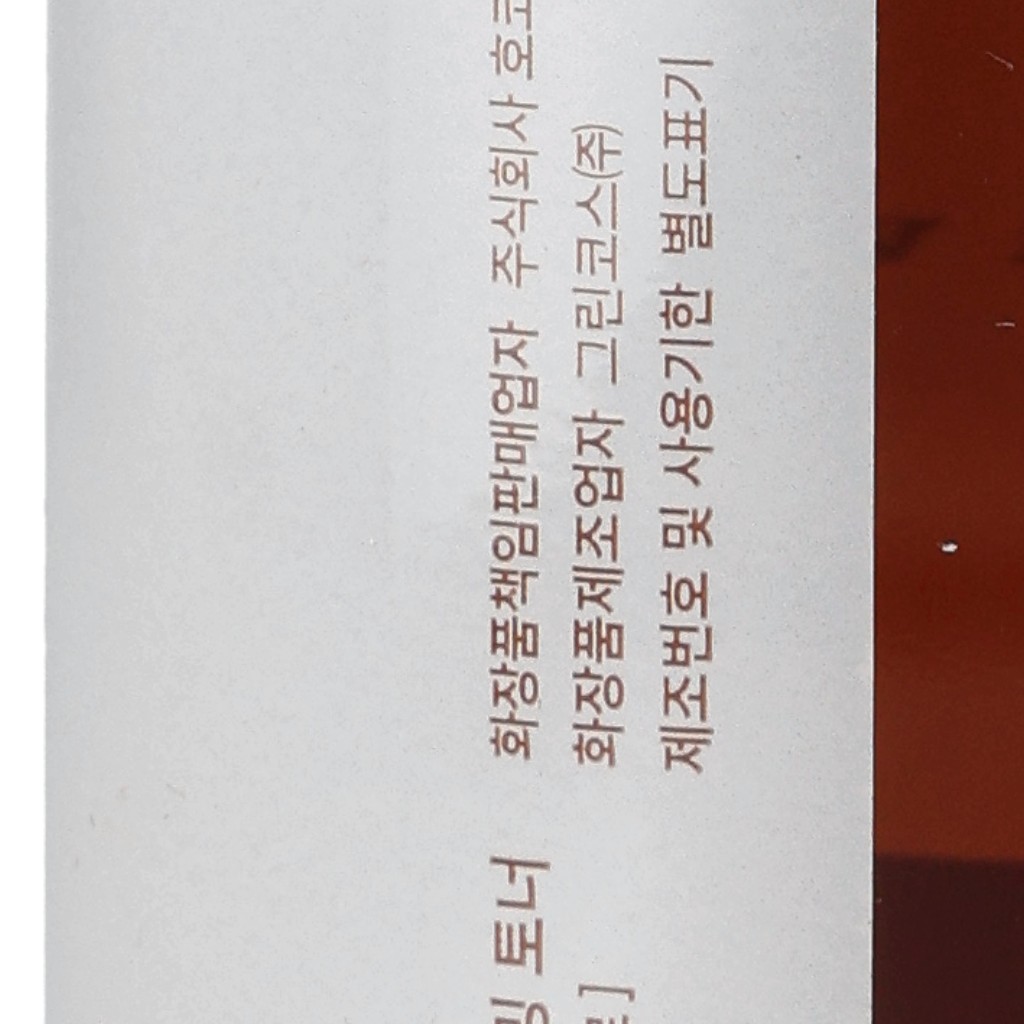 토너
화장품책임판매업자 주식회사
화장품제조업자 그린코스(주)
제조번호 및 사용기한 별도표기